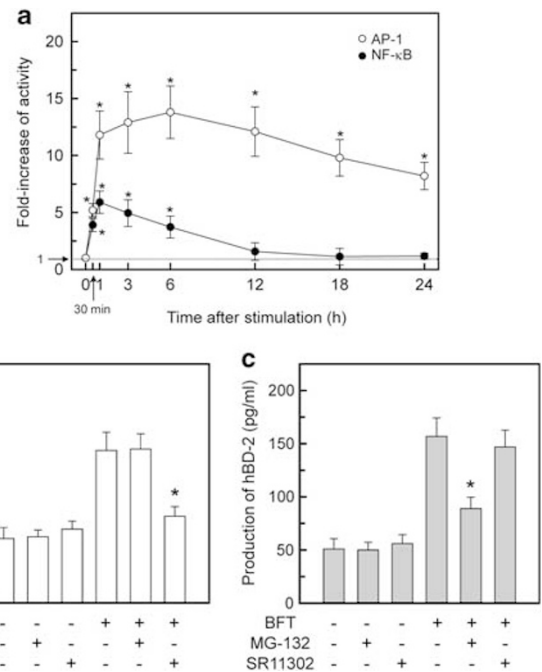 a
20
15
10
5
1
0
Fold-increase of activity
AP-1
NF-κB
* * * * * * *
* * * *
0 1 3 6 12 18 24
30 min
Time after stimulation (h)
c
200
150
100
50
0
Production of hBD-2 (pg/ml)
*
*
- - - + + + BFT - - - + + +
- + - - + - MG-132 - + - - + -
- - + - - + SR11302 - - + - - +